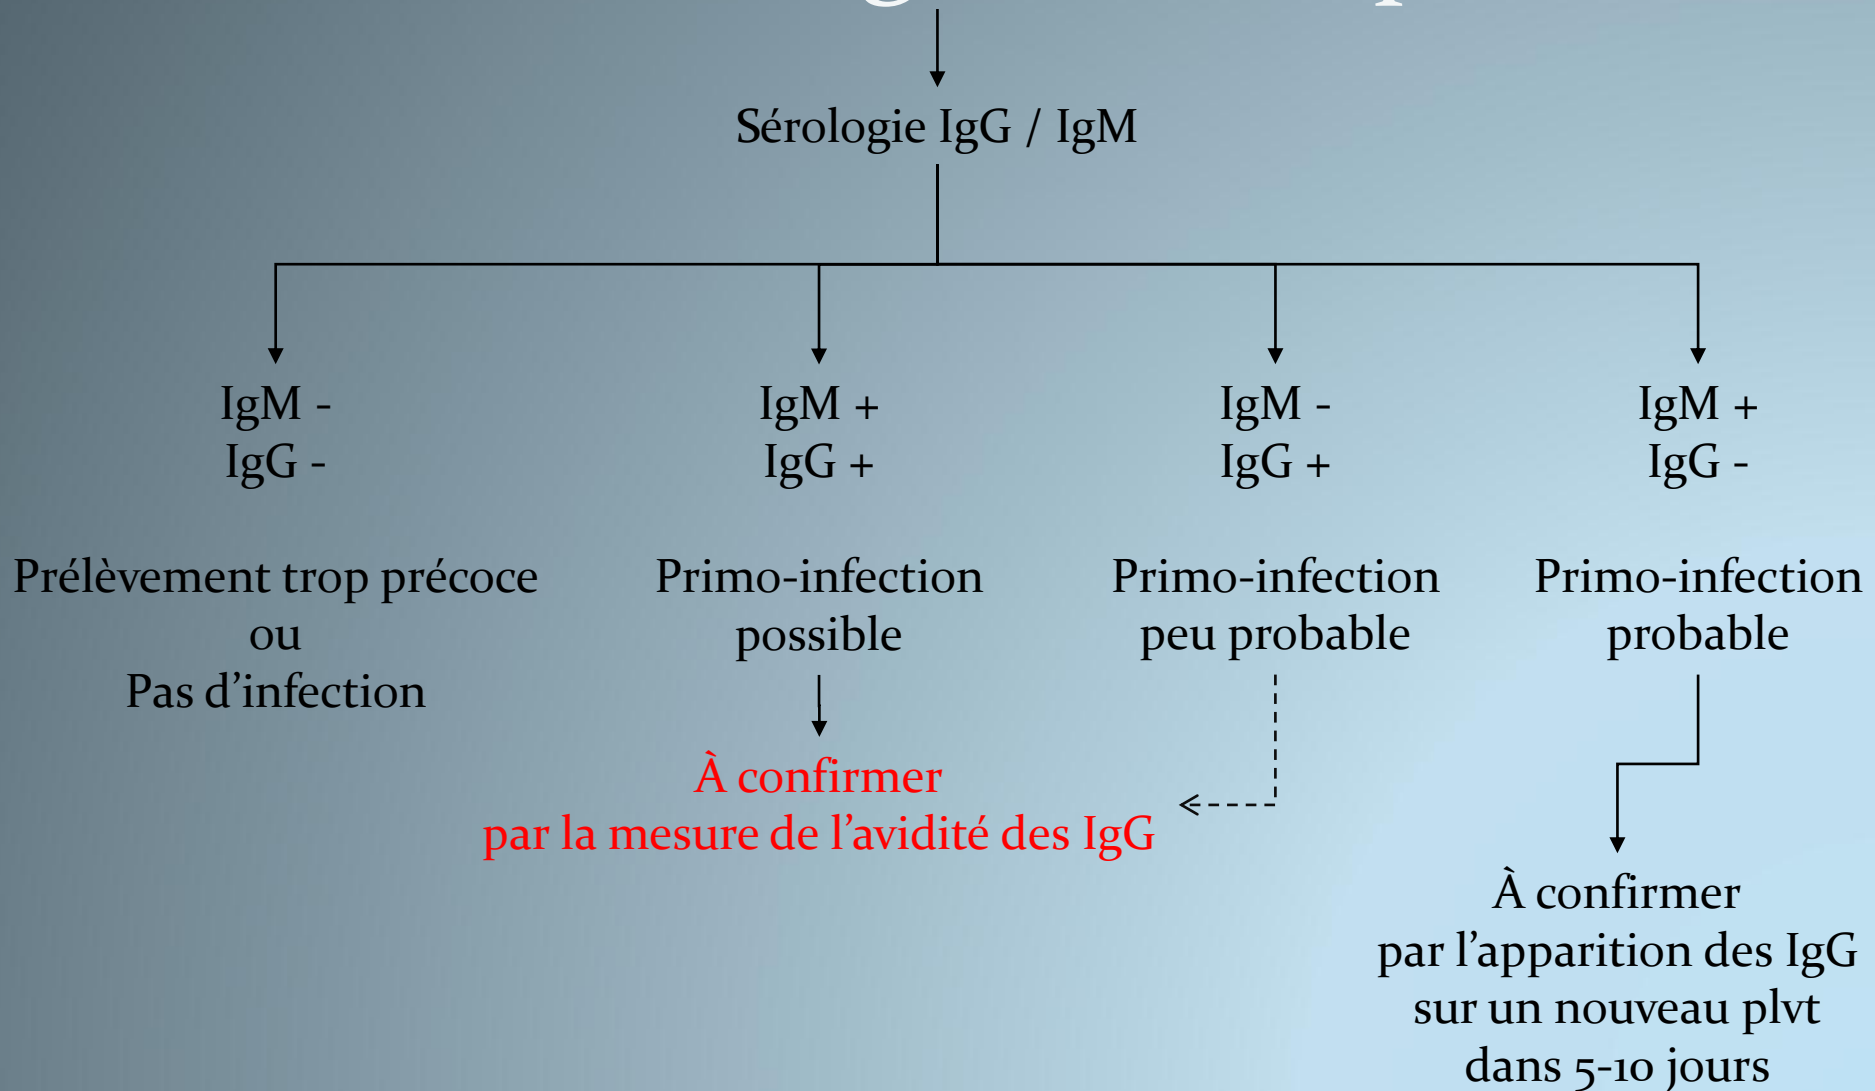 Sérologie IgG / IgM
IgM -
IgG -
Prélèvement trop précoce
ou
Pas d’infection
IgM +
IgG +
Primo-infection
possible
À confirmer
par la mesure de l’avidité des IgG
IgM -
IgG +
Primo-infection
peu probable
IgM +
IgG -
Primo-infection
probable
À confirmer
par l’apparition des IgG
sur un nouveau plvt
dans 5-10 jours